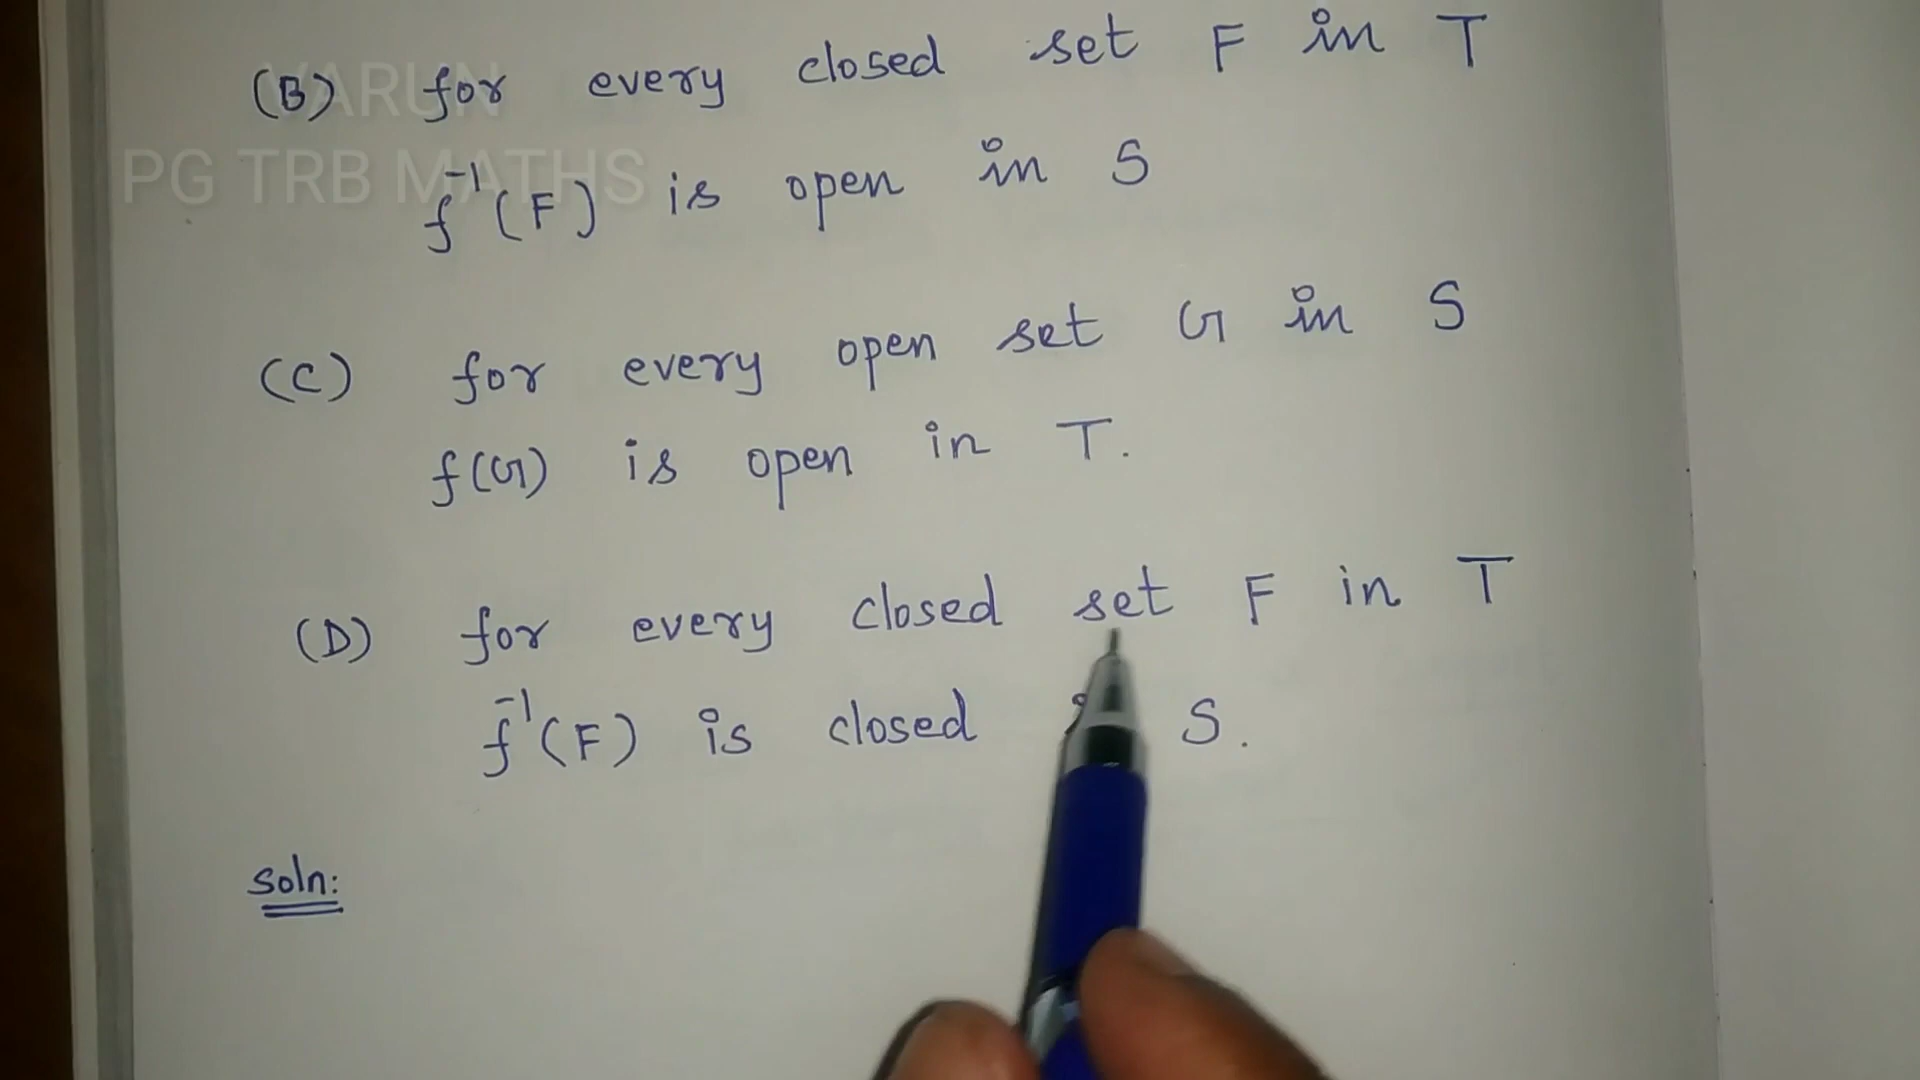 VARUN
PG TRB MATHS
(B) for every closed set F in T
f⁻¹(F) is open in S
(C) for every open set G in S
f(G) is open in T.
(D) for every closed set F in T
f⁻¹(F) is closed S.
Soln: